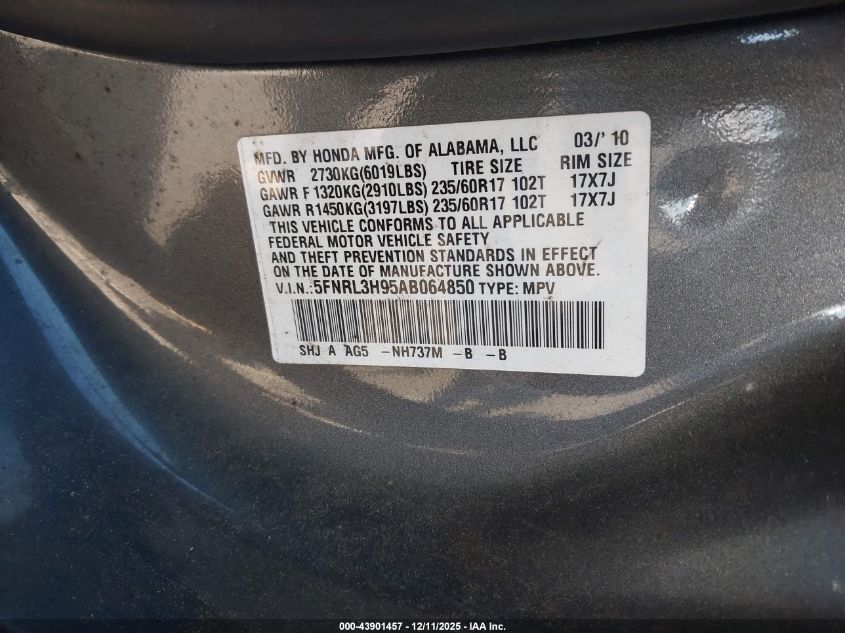 MFD. BY HONDA MFG. OF ALABAMA, LLC 03/' 10
GVWR 2730KG(6019LBS) TIRE SIZE RIM SIZE
GAWR F 1320KG(2910LBS) 235/60R17 102T 17X7J
GAWR R1450KG(3197LBS) 235/60R17 102T 17X7J
THIS VEHICLE CONFORMS TO ALL APPLICABLE
FEDERAL MOTOR VEHICLE SAFETY
AND THEFT PREVENTION STANDARDS IN EFFECT
ON THE DATE OF MANUFACTURE SHOWN ABOVE.
V.I.N.:5FNRL3H95AB064850 TYPE: MPV
SHJ A AG5 -NH737M -B -B
000-43901457 - 12/11/2025 - IAA Inc.